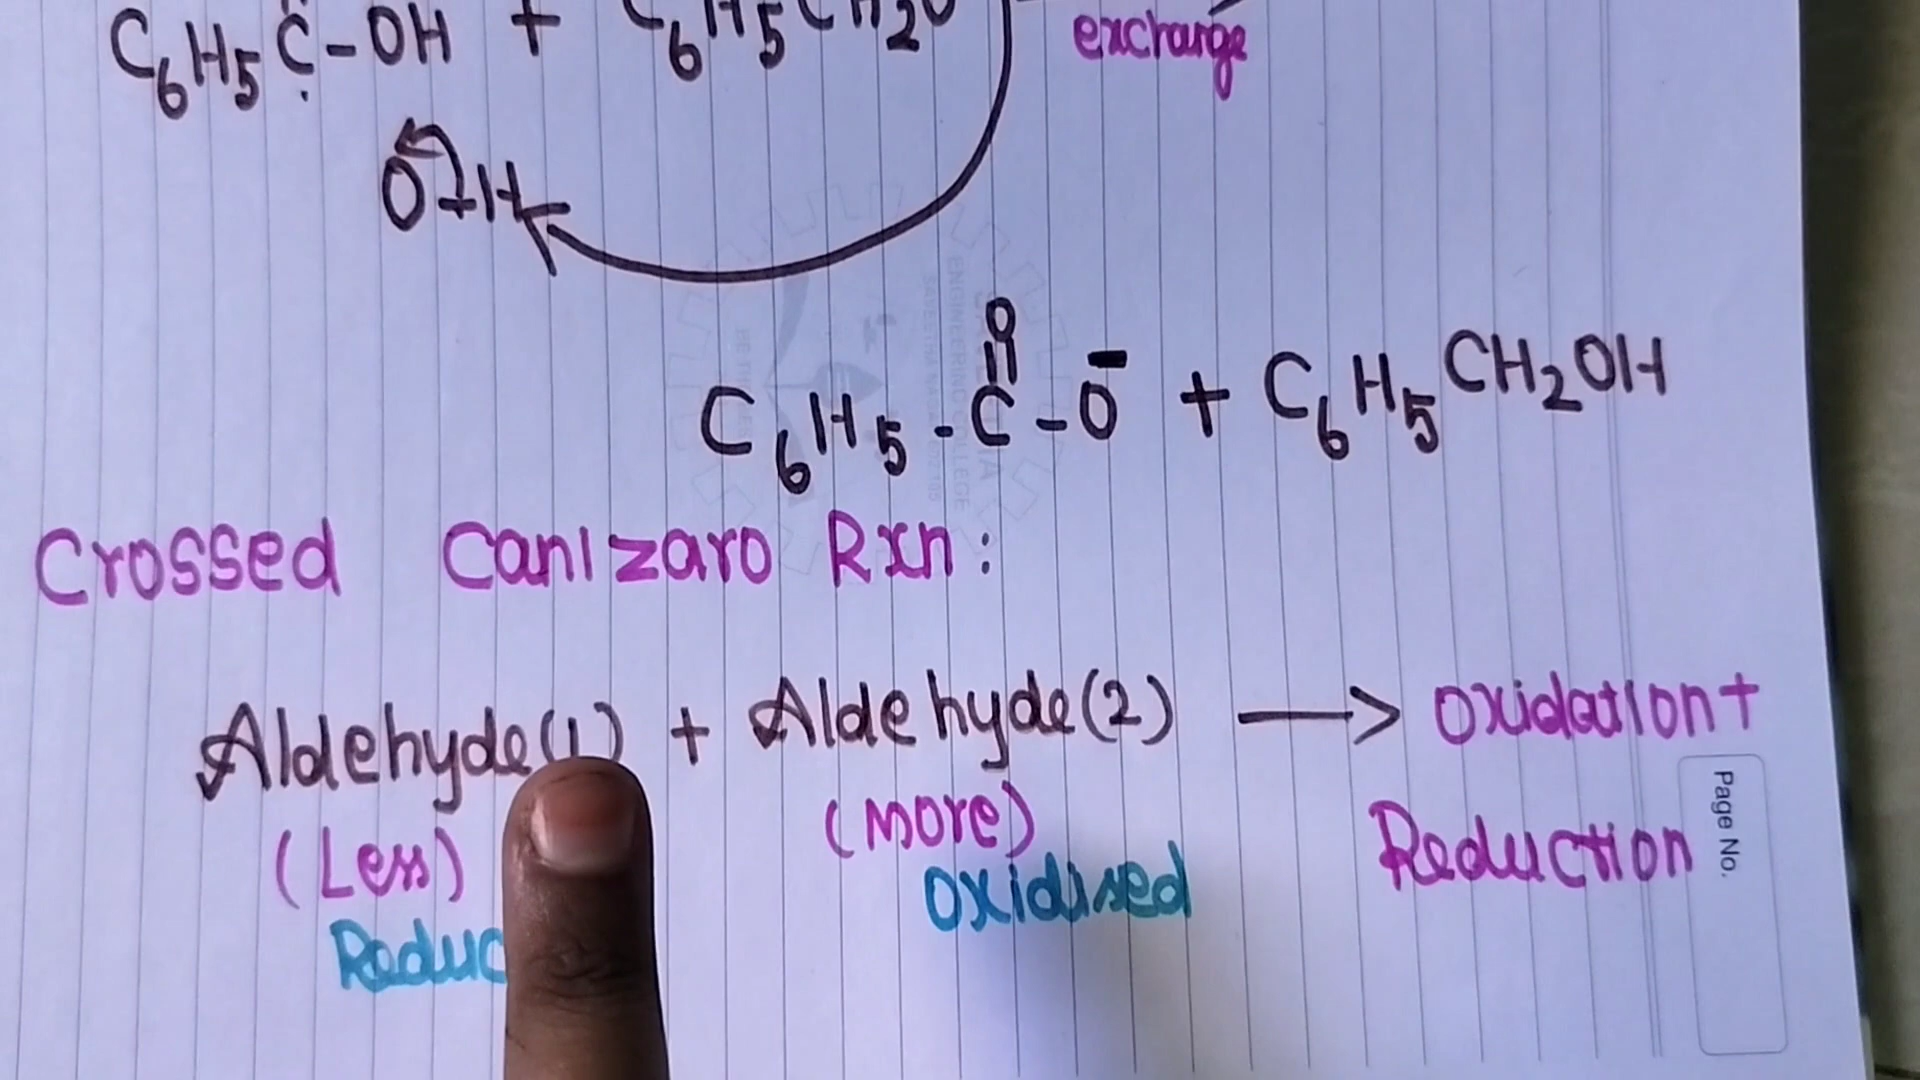 C6H5C-OH + C6H5CH2O
exchange
O-H
O
C6H5-C-O⁻ + C6H5CH2OH
Crossed Canizaro Rxn:
Aldehyde(1) + Aldehyde(2) → Oxidation+
(Less) (More) Reduction
Reduc Oxidised
Page No.